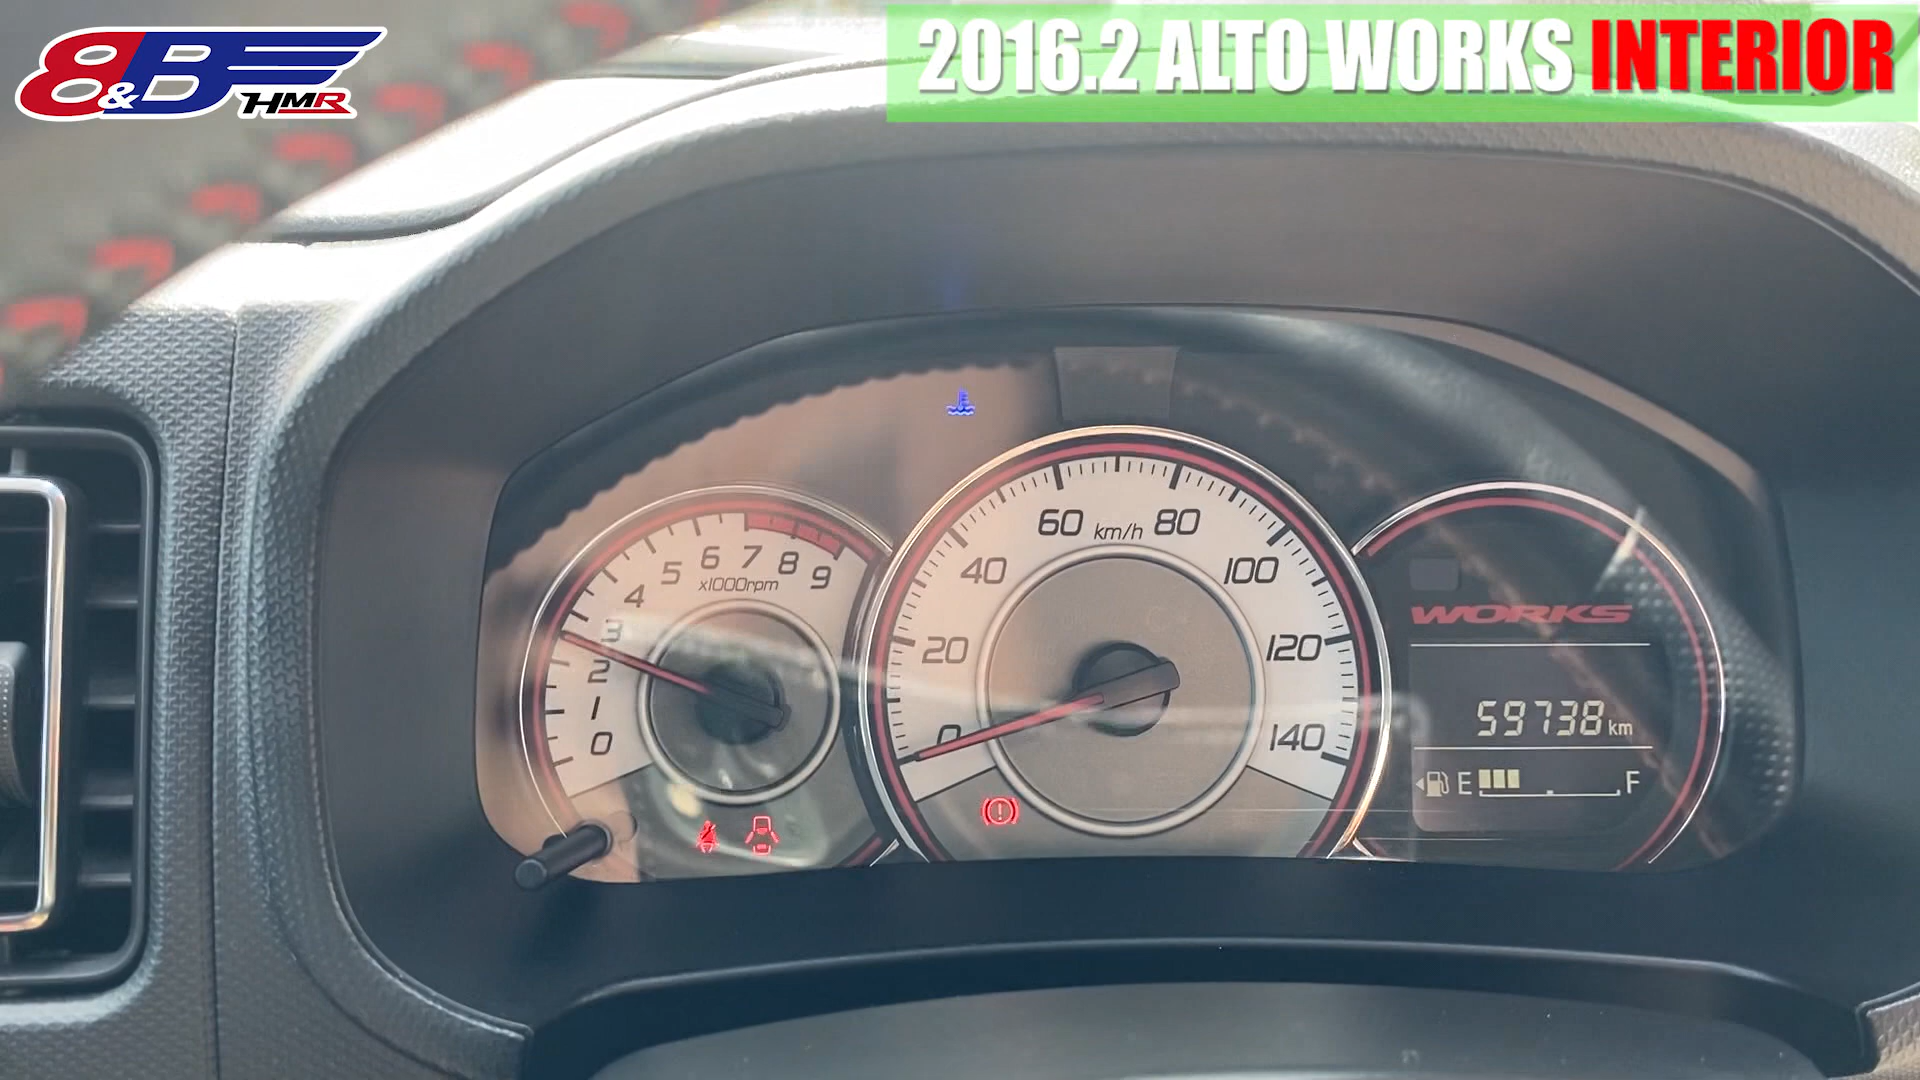 8&B HMR
2016.2 ALTO WORKS INTERIOR
0 1 2 3 4 5 6 7 8 9
x1000rpm
0 20 40 60 km/h 80 100 120 140
WORKS
59738 km
E F